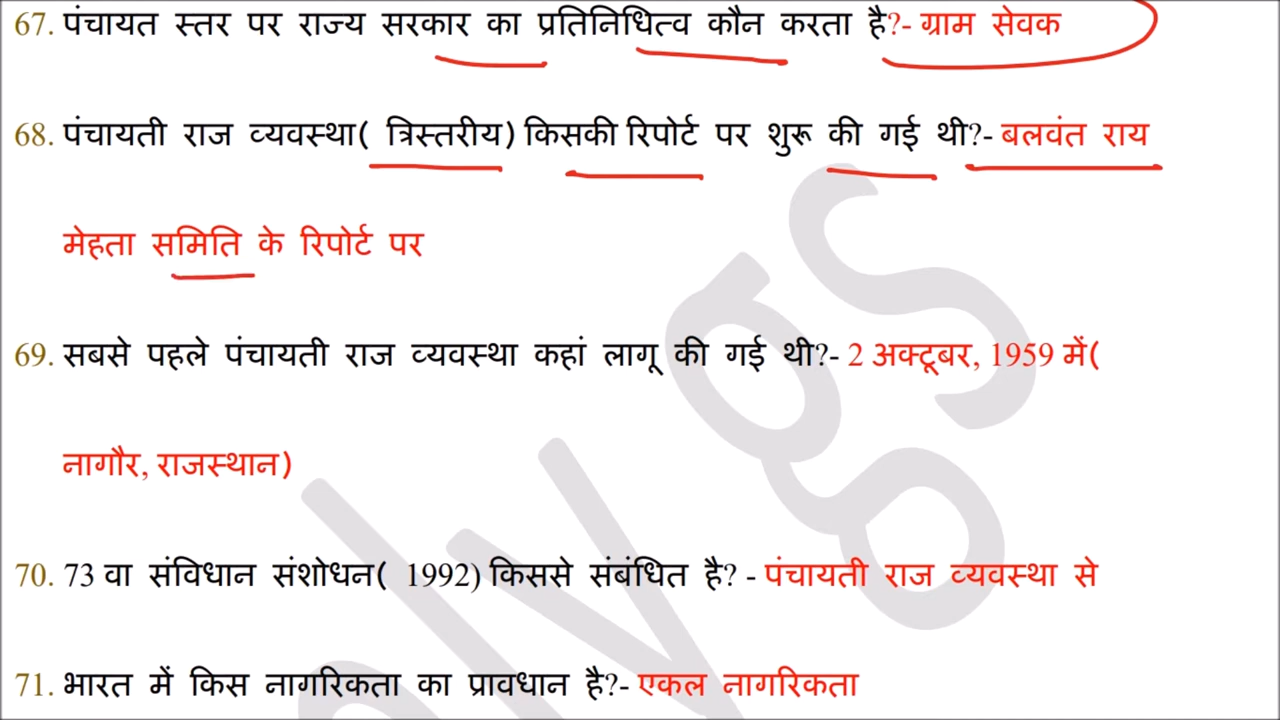 67. पंचायत स्तर पर राज्य सरकार का प्रतिनिधित्व कौन करता है?- ग्राम सेवक
68. पंचायती राज व्यवस्था( त्रिस्तरीय) किसकी रिपोर्ट पर शुरू की गई थी?- बलवंत राय
मेहता समिति के रिपोर्ट पर
69. सबसे पहले पंचायती राज व्यवस्था कहां लागू की गई थी?- 2 अक्टूबर, 1959 में(
नागौर, राजस्थान)
70. 73 वा संविधान संशोधन( 1992) किससे संबंधित है? - पंचायती राज व्यवस्था से
71. भारत में किस नागरिकता का प्रावधान है?- एकल नागरिकता
ly gs